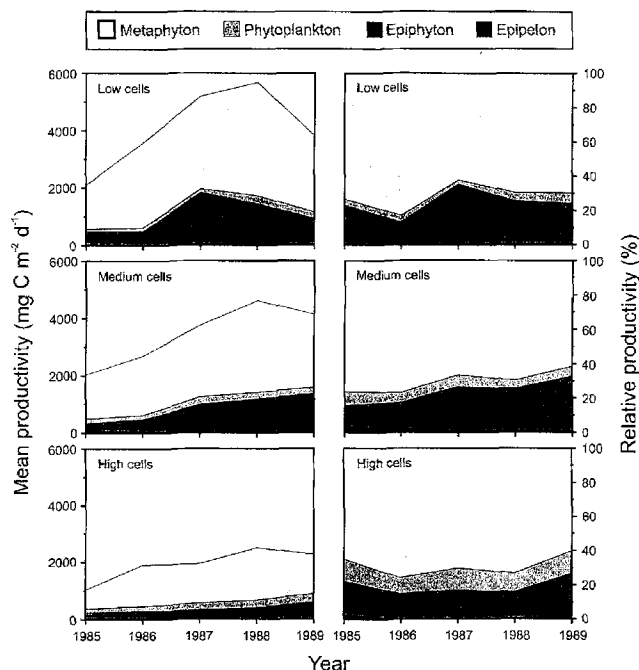 Metaphyton Phytoplankton Epiphyton Epipelon
6000 Low cells Low cells 100
80
4000 60
2000 40
20
0 0
6000 Medium cells Medium cells 100
80
4000 60
2000 40
20
0 0
6000 High cells High cells 100
80
4000 60
2000 40
20
0 0
1985 1986 1987 1988 1989 1985 1986 1987 1988 1989
Year
Mean productivity (mg C m⁻² d⁻¹)
Relative productivity (%)